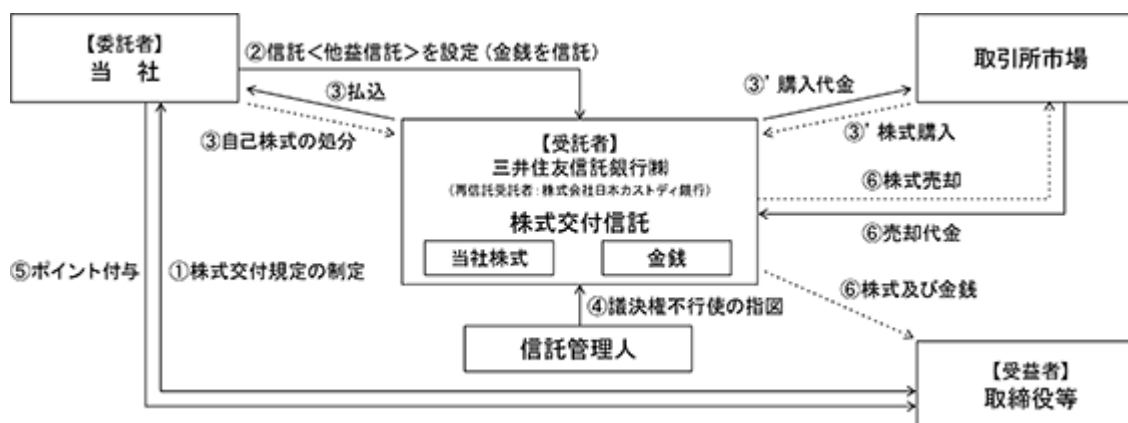 【委託者】
当 社
②信託<他益信託>を設定(金銭を信託)
③払込
③自己株式の処分
③’購入代金
③’株式購入
取引所市場
【受託者】
三井住友信託銀行㈱
(再信託受託者:株式会社日本カストディ銀行)
株式交付信託
当社株式
金銭
⑥株式売却
⑥売却代金
⑤ポイント付与
①株式交付規定の制定
④議決権不行使の指図
⑥株式及び金銭
信託管理人
【受益者】
取締役等